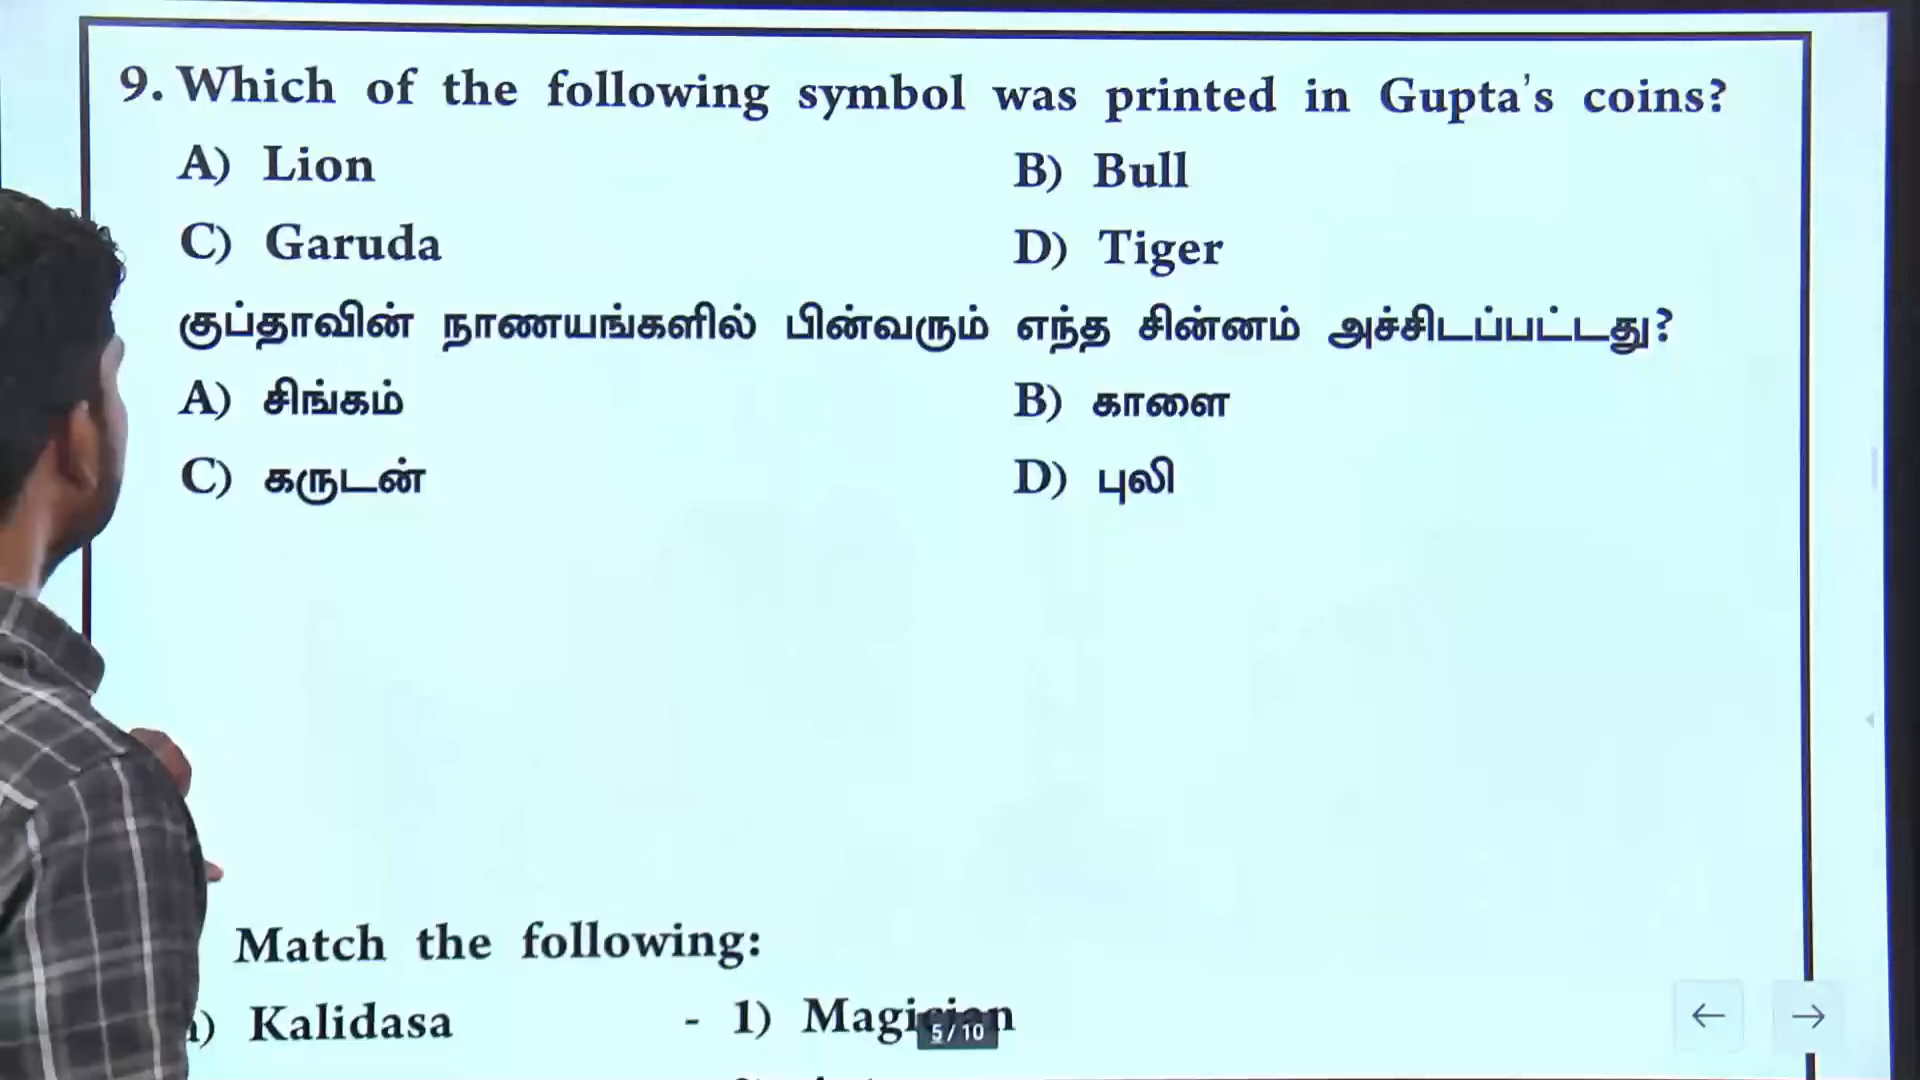 9. Which of the following symbol was printed in Gupta's coins?
A) Lion
B) Bull
C) Garuda
D) Tiger
குப்தாவின் நாணயங்களில் பின்வரும் எந்த சின்னம் அச்சிடப்பட்டது?
A) சிங்கம்
B) காளை
C) கருடன்
D) புலி
Match the following:
Kalidasa - 1) Magician
5/10